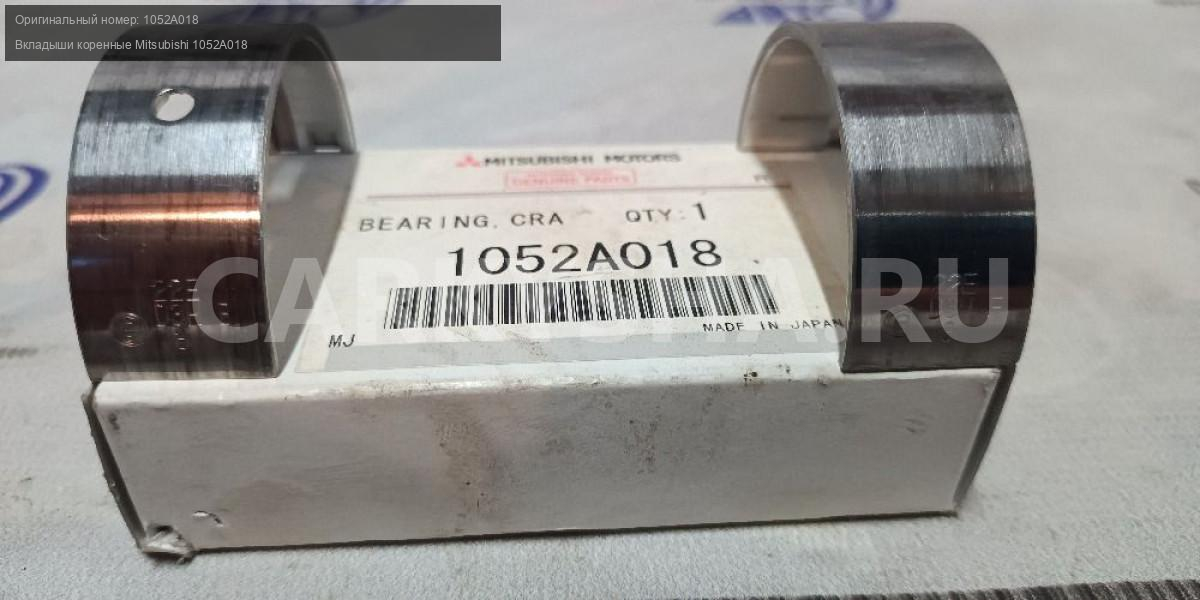 Оригинальный номер: 1052A018
Вкладыши коренные Mitsubishi 1052A018
MITSUBISHI MOTORS
GENUINE PARTS
BEARING, CRA QTY: 1
1052A018
CARKUHA.RU
MADE IN JAPAN
MJ